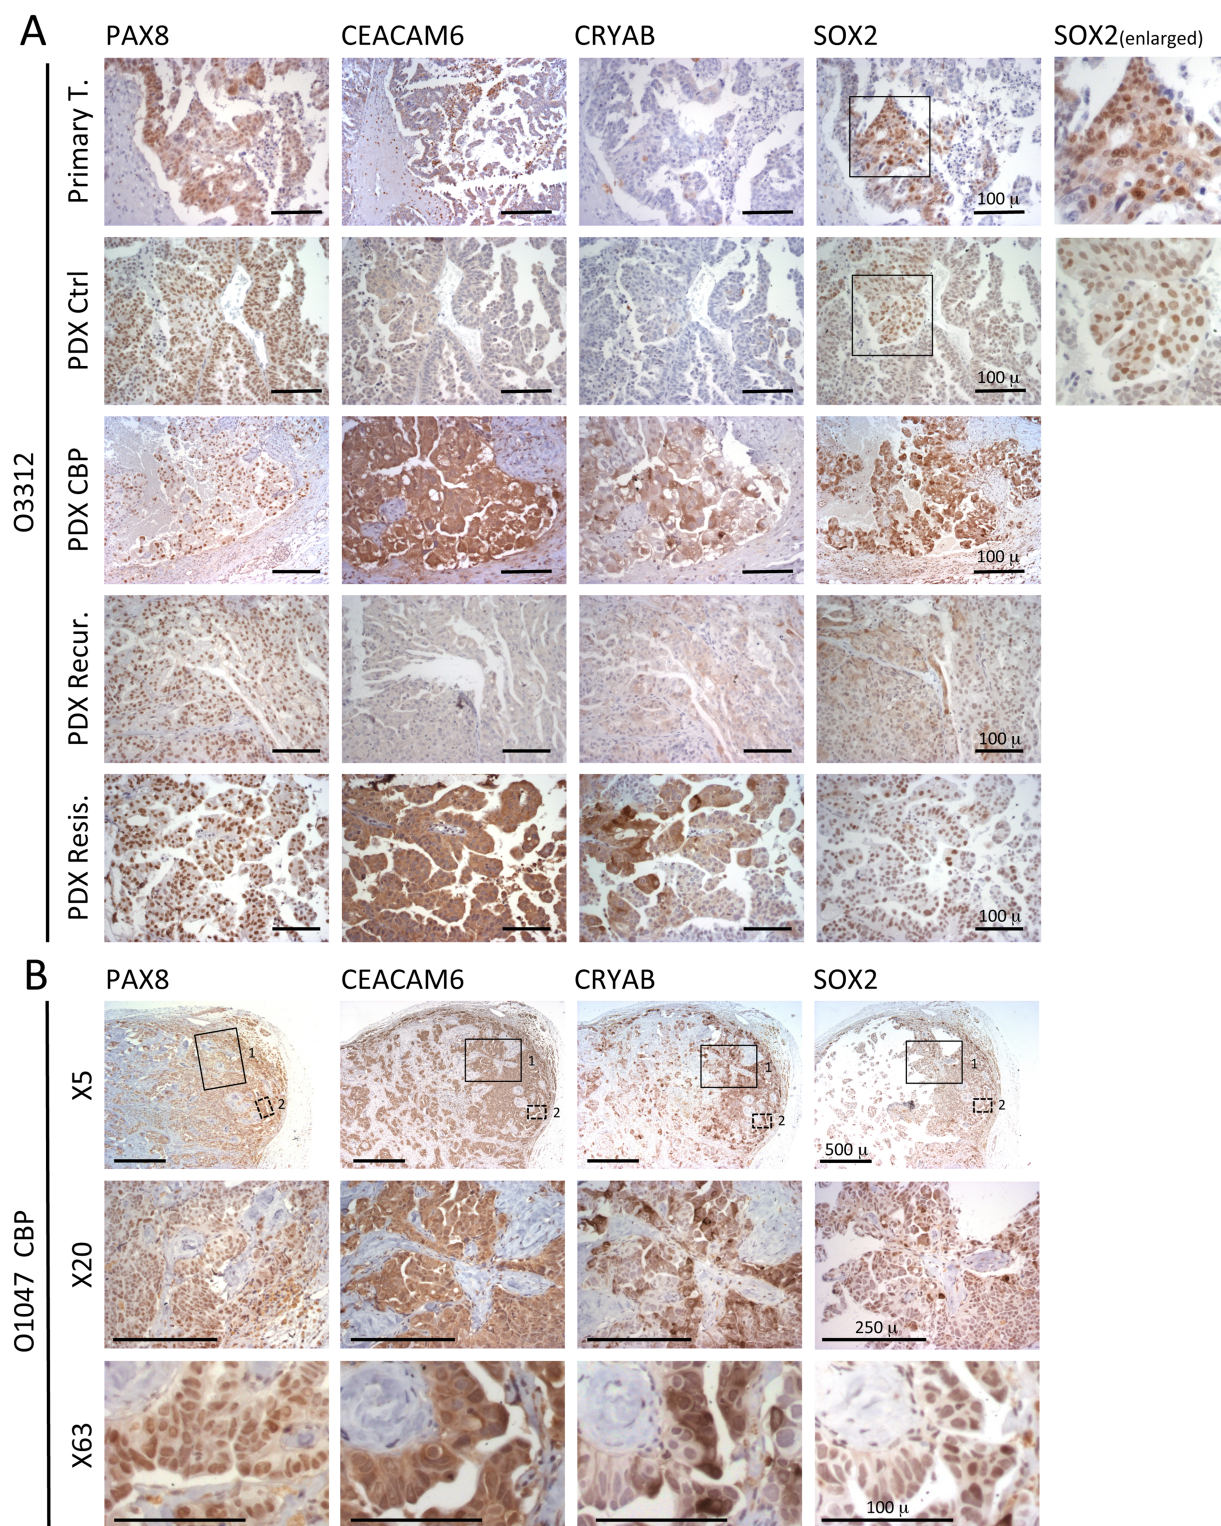 A
PAX8 CEACAM6 CRYAB SOX2 SOX2(enlarged)
O3312
Primary T.
100 µ
PDX Ctrl
100 µ
PDX CBP
100 µ
PDX Recur.
100 µ
PDX Resis.
100 µ
B
PAX8 CEACAM6 CRYAB SOX2
O1047 CBP
X5
1 1 1 1
2 2 2 2
500 µ
X20
250 µ
X63
100 µ